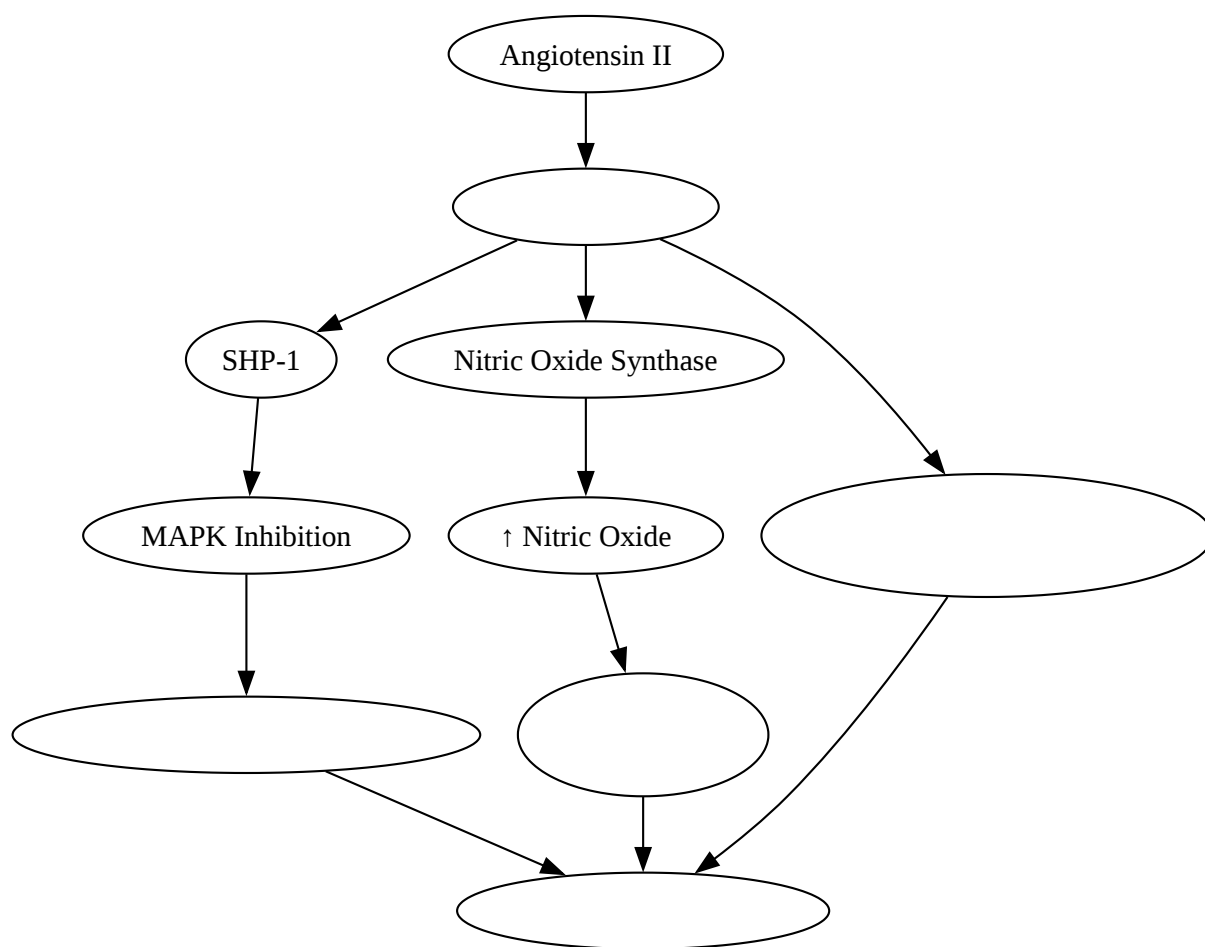 Angiotensin II
SHP-1
Nitric Oxide Synthase
MAPK Inhibition
↑ Nitric Oxide